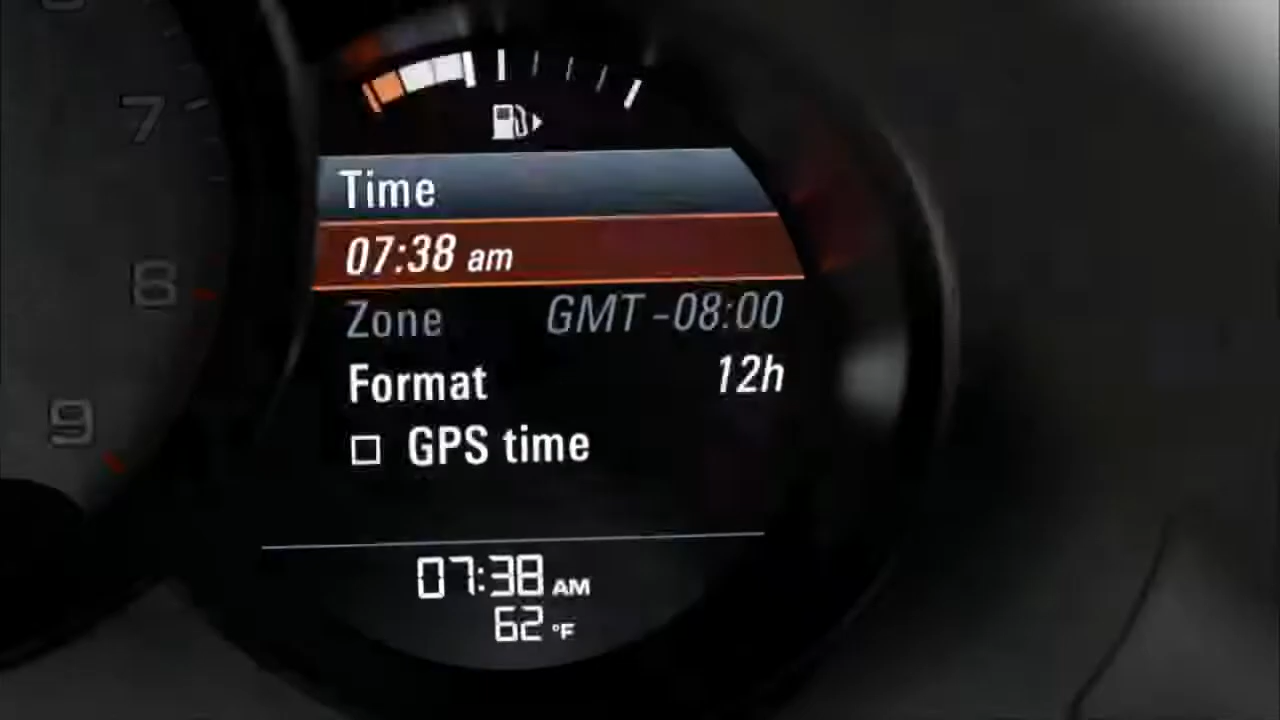 7
8
9
Time
07:38 am
Zone GMT -08:00
Format 12h
GPS time
07:38 AM
62 °F